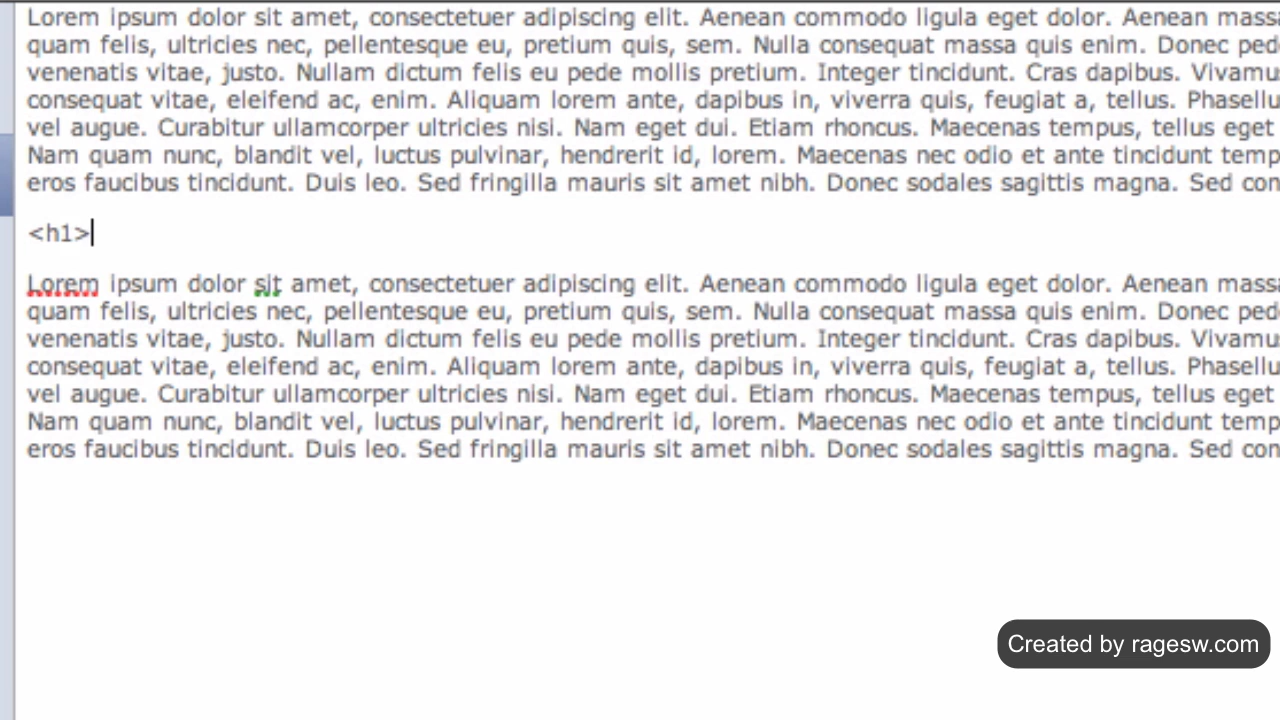 Lorem ipsum dolor sit amet, consectetuer adipiscing elit. Aenean commodo ligula eget dolor. Aenean massa
quam felis, ultricies nec, pellentesque eu, pretium quis, sem. Nulla consequat massa quis enim. Donec ped
venenatis vitae, justo. Nullam dictum felis eu pede mollis pretium. Integer tincidunt. Cras dapibus. Vivamu
consequat vitae, eleifend ac, enim. Aliquam lorem ante, dapibus in, viverra quis, feugiat a, tellus. Phasellu
vel augue. Curabitur ullamcorper ultricies nisi. Nam eget dui. Etiam rhoncus. Maecenas tempus, tellus eget
Nam quam nunc, blandit vel, luctus pulvinar, hendrerit id, lorem. Maecenas nec odio et ante tincidunt temp
eros faucibus tincidunt. Duis leo. Sed fringilla mauris sit amet nibh. Donec sodales sagittis magna. Sed con
<h1>
Lorem ipsum dolor sit amet, consectetuer adipiscing elit. Aenean commodo ligula eget dolor. Aenean massa
quam felis, ultricies nec, pellentesque eu, pretium quis, sem. Nulla consequat massa quis enim. Donec ped
venenatis vitae, justo. Nullam dictum felis eu pede mollis pretium. Integer tincidunt. Cras dapibus. Vivamu
consequat vitae, eleifend ac, enim. Aliquam lorem ante, dapibus in, viverra quis, feugiat a, tellus. Phasellu
vel augue. Curabitur ullamcorper ultricies nisi. Nam eget dui. Etiam rhoncus. Maecenas tempus, tellus eget
Nam quam nunc, blandit vel, luctus pulvinar, hendrerit id, lorem. Maecenas nec odio et ante tincidunt temp
eros faucibus tincidunt. Duis leo. Sed fringilla mauris sit amet nibh. Donec sodales sagittis magna. Sed con
Created by ragesw.com